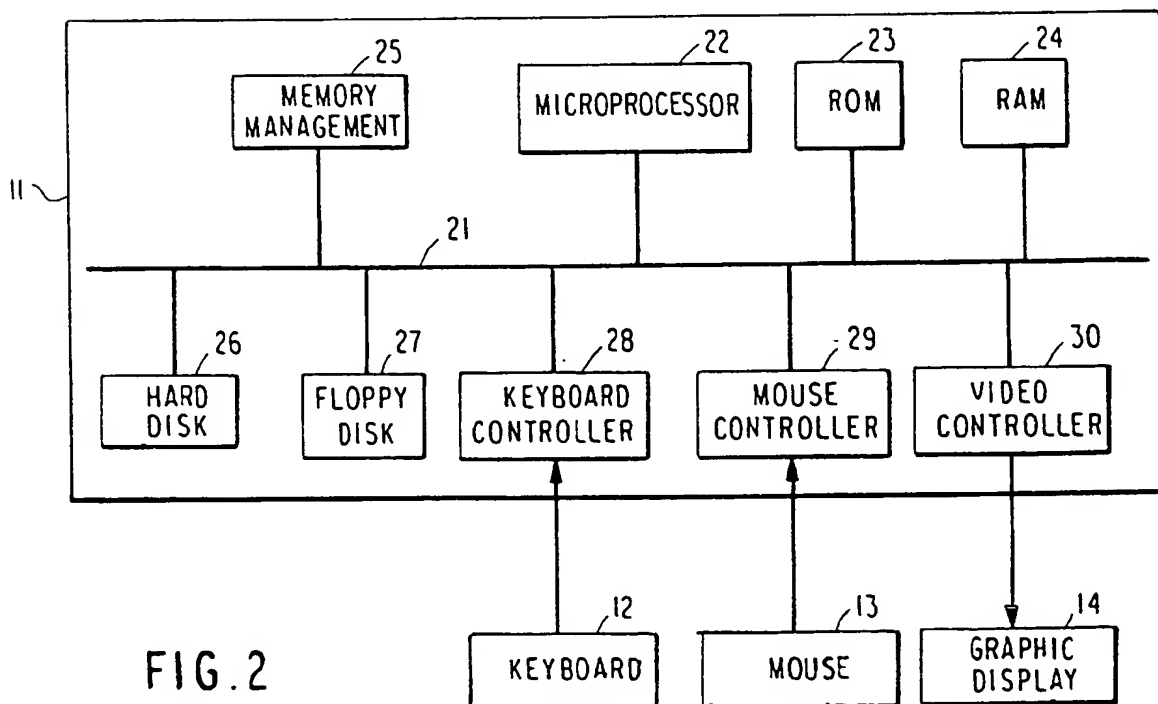 25
MEMORY
MANAGEMENT
22
MICROPROCESSOR
23
ROM
24
RAM
11
21
26
HARD
DISK
27
FLOPPY
DISK
28
KEYBOARD
CONTROLLER
29
MOUSE
CONTROLLER
30
VIDEO
CONTROLLER
12
KEYBOARD
13
MOUSE
14
GRAPHIC
DISPLAY
FIG.2